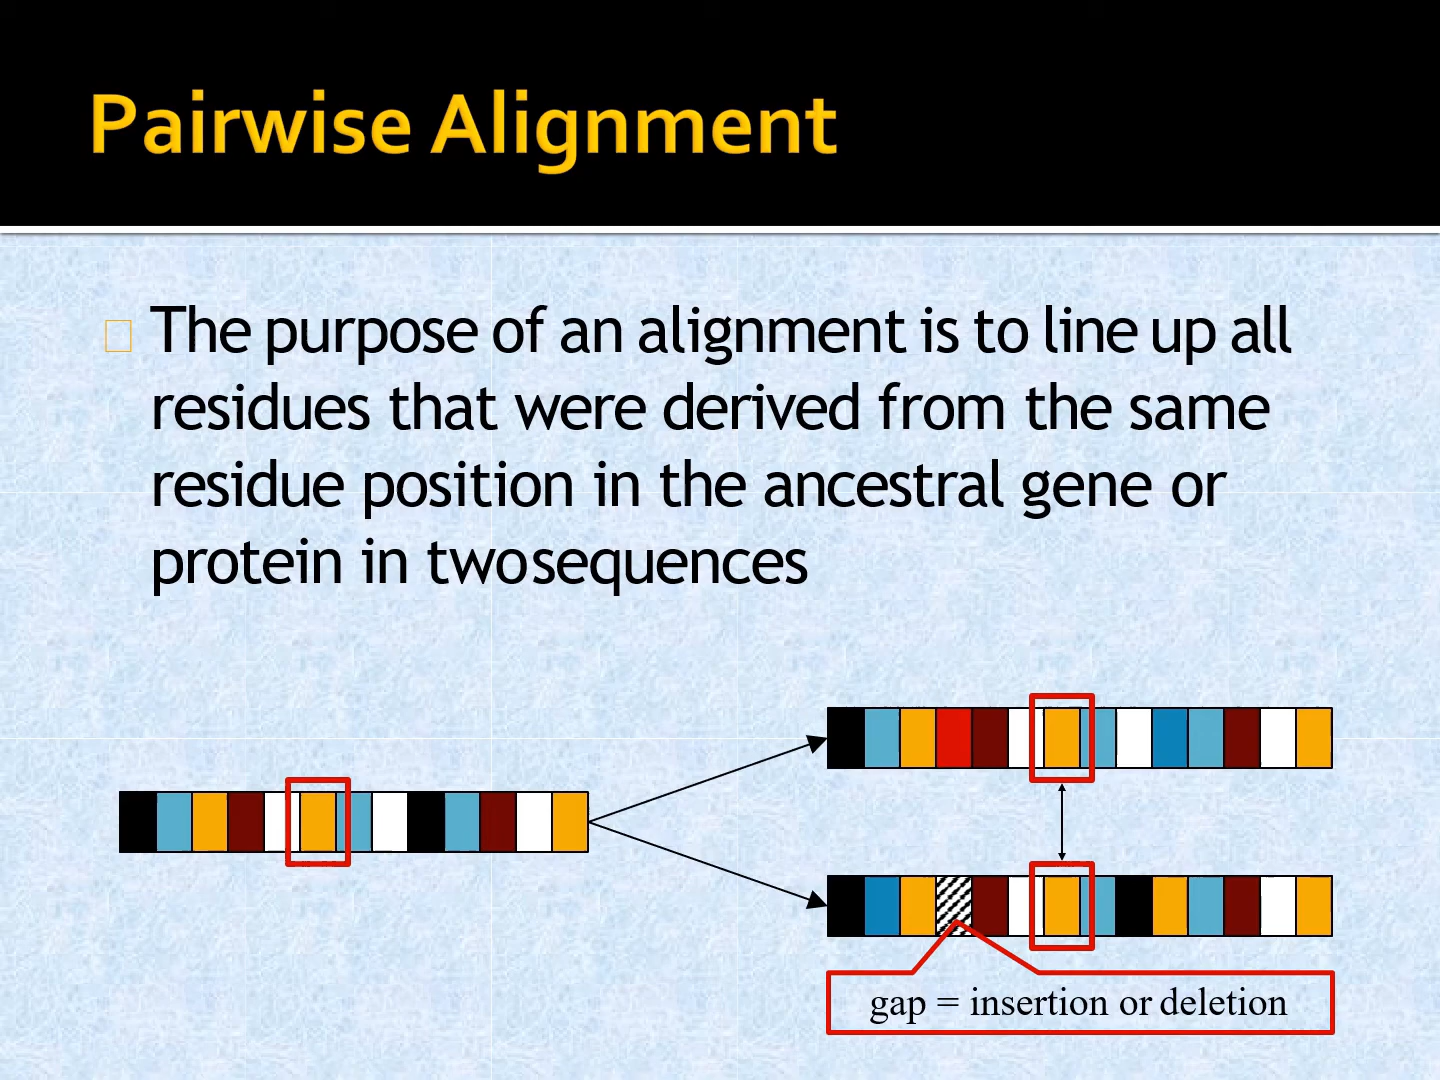 Pairwise Alignment
The purpose of an alignment is to line up all
residues that were derived from the same
residue position in the ancestral gene or
protein in twosequences
gap = insertion or deletion